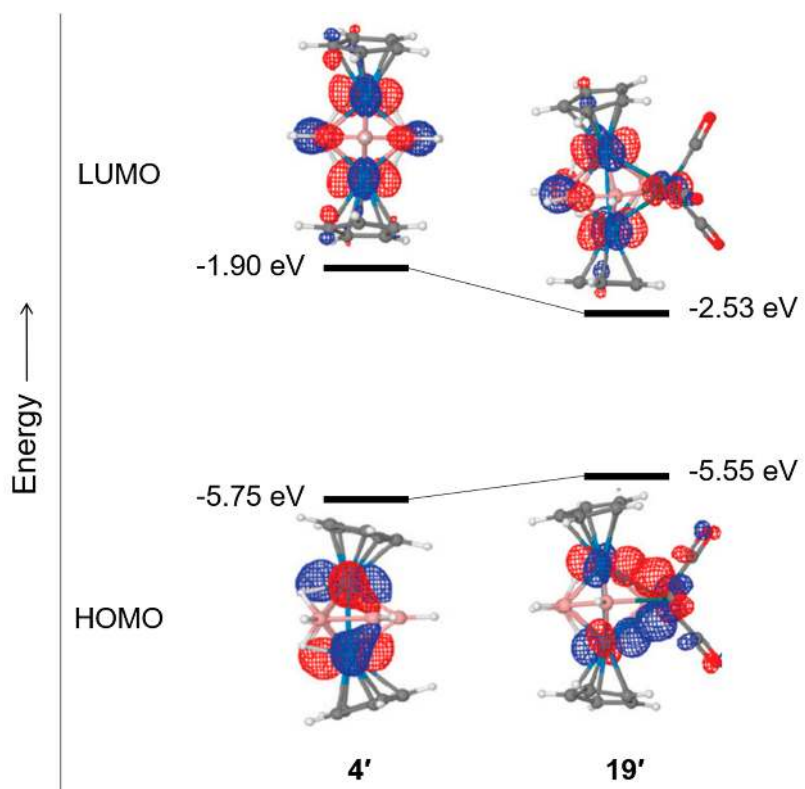 LUMO
-1.90 eV
-2.53 eV
Energy →
-5.75 eV
-5.55 eV
HOMO
4′
19′